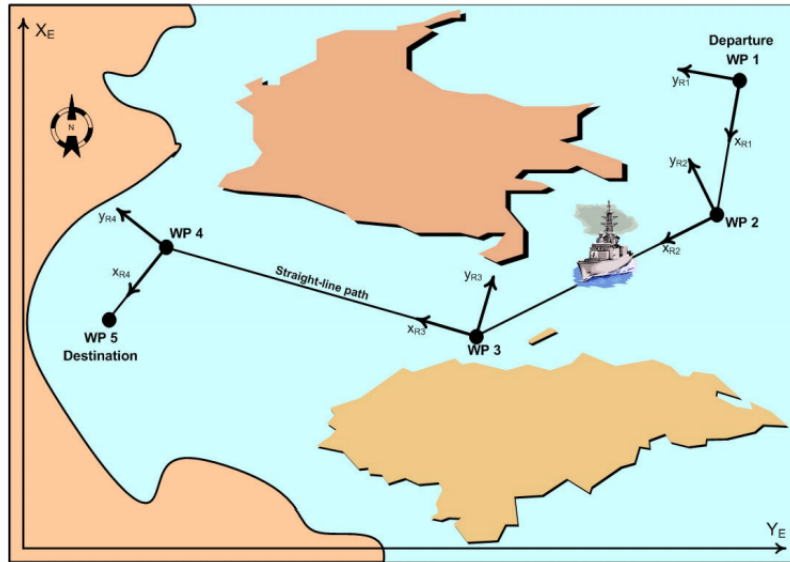 X_E
Departure
WP 1
y_R1
N
x_R1
y_R2
WP 2
y_R4
WP 4
x_R2
x_R4
Straight-line path
y_R3
x_R3
WP 3
WP 5
Destination
Y_E